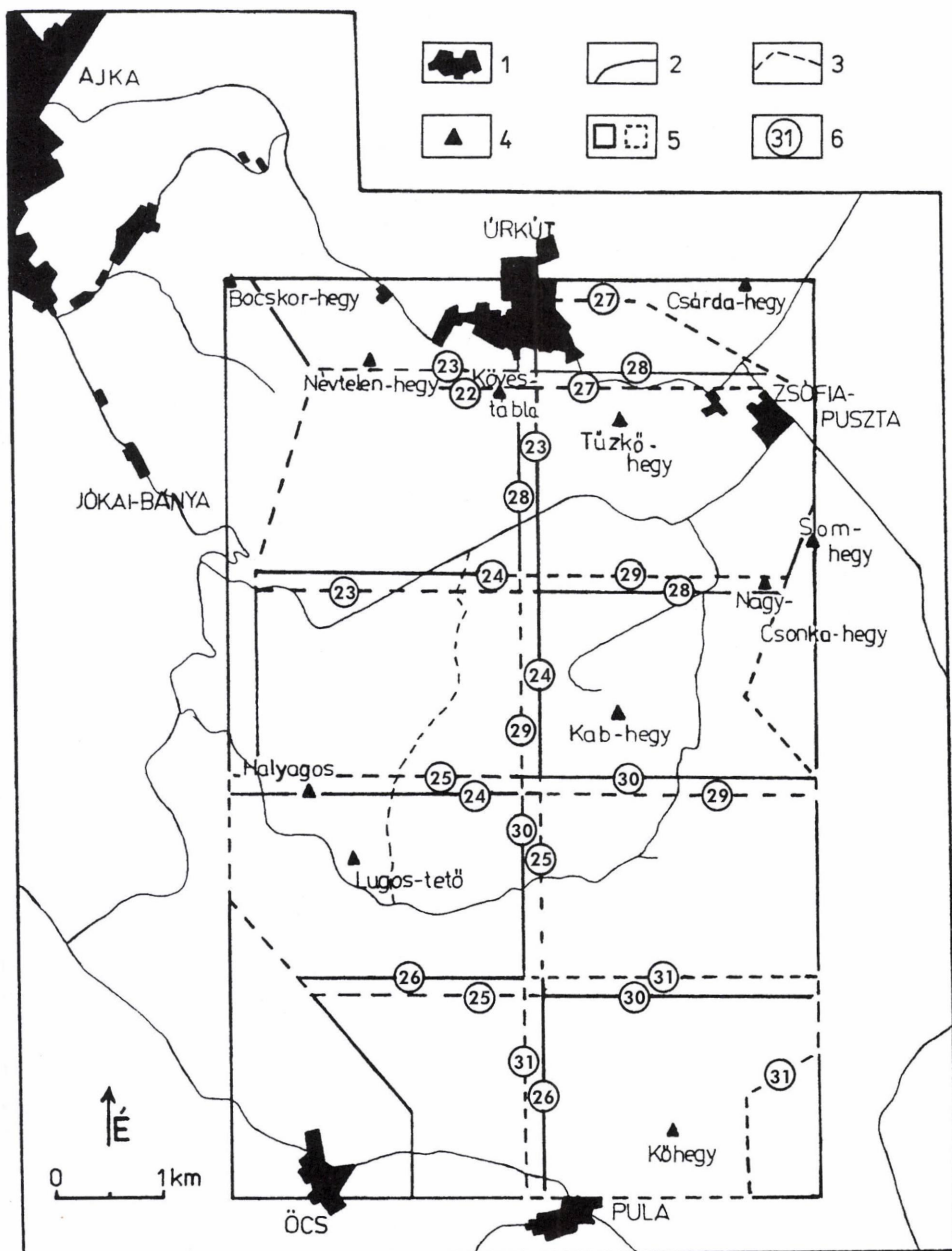 AJKA
1
2
3
4
5
31 6
ÚRKÚT
Bocskor-hegy
27
Csárda-hegy
23
28
Névtelen-hegy
Köves-
22
27
tábla
ZSÓFIA-
PUSZTA
Tűzkő-
hegy
23
28
JÓKAI-BÁNYA
Som-
hegy
24
29
23
28
Nagy-
Csonka-hegy
24
29
Kab-hegy
Halyagos
25
30
24
29
30
25
Lugos-tető
26
31
25
30
31
31
26
É
0 1km
Kőhegy
ÖCS
PULA